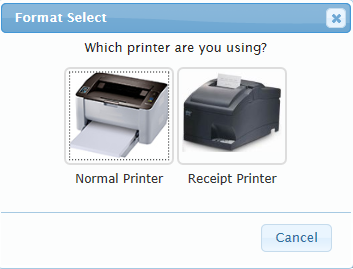 Format Select
Which printer are you using?
Normal Printer
Receipt Printer
Cancel